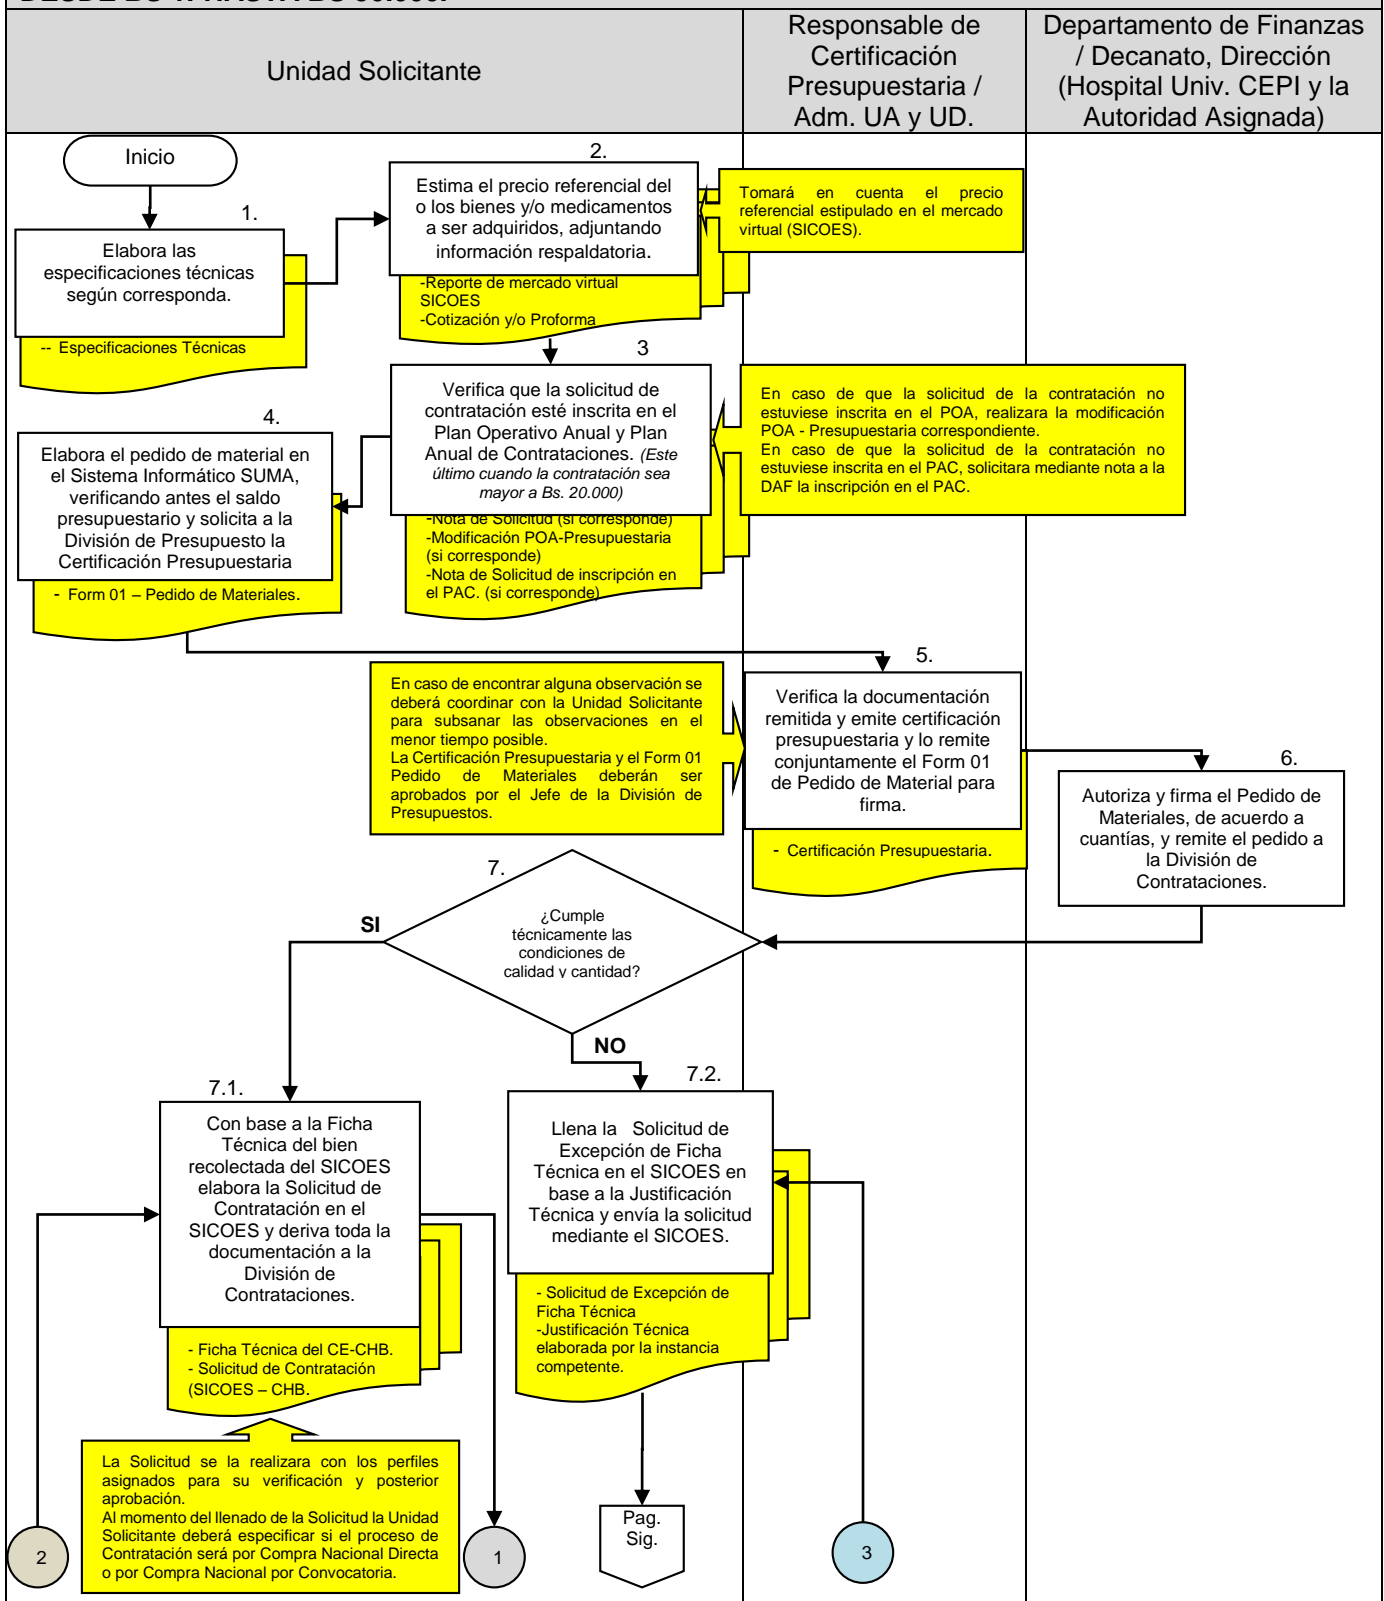 DESDE BS 1. HASTA BS
Unidad Solicitante
Responsable de
Certificación
Presupuestaria /
Adm. UA y UD.
Departamento de Finanzas
/ Decanato, Dirección
(Hospital Univ. CEPI y la
Autoridad Asignada)
Inicio
1.
Elabora las
especificaciones técnicas
según corresponda.
-- Especificaciones Técnicas
2.
Estima el precio referencial del
o los bienes y/o medicamentos
a ser adquiridos, adjuntando
información respaldatoria.
-Reporte de mercado virtual
SICOES
-Cotización y/o Proforma
Tomará en cuenta el precio
referencial estipulado en el mercado
virtual (SICOES).
3
Verifica que la solicitud de
contratación esté inscrita en el
Plan Operativo Anual y Plan
Anual de Contrataciones. (Este
último cuando la contratación sea
mayor a Bs. 20.000)
-Nota de Solicitud (si corresponde)
-Modificación POA-Presupuestaria
(si corresponde)
-Nota de Solicitud de inscripción en
el PAC. (si corresponde)
En caso de que la solicitud de la contratación no
estuviese inscrita en el POA, realizara la modificación
POA - Presupuestaria correspondiente.
En caso de que la solicitud de la contratación no
estuviese inscrita en el PAC, solicitara mediante nota a la
DAF la inscripción en el PAC.
4.
Elabora el pedido de material en
el Sistema Informático SUMA,
verificando antes el saldo
presupuestario y solicita a la
División de Presupuesto la
Certificación Presupuestaria
- Form 01 – Pedido de Materiales.
5.
Verifica la documentación
remitida y emite certificación
presupuestaria y lo remite
conjuntamente el Form 01
de Pedido de Material para
firma.
- Certificación Presupuestaria.
En caso de encontrar alguna observación se
deberá coordinar con la Unidad Solicitante
para subsanar las observaciones en el
menor tiempo posible.
La Certificación Presupuestaria y el Form 01
Pedido de Materiales deberán ser
aprobados por el Jefe de la División de
Presupuestos.
6.
Autoriza y firma el Pedido de
Materiales, de acuerdo a
cuantías, y remite el pedido a
la División de
Contrataciones.
7.
¿Cumple
técnicamente las
condiciones de
calidad y cantidad?
SI
NO
7.1.
Con base a la Ficha
Técnica del bien
recolectada del SICOES
elabora la Solicitud de
Contratación en el
SICOES y deriva toda la
documentación a la
División de
Contrataciones.
- Ficha Técnica del CE-CHB.
- Solicitud de Contratación
(SICOES – CHB.
La Solicitud se la realizara con los perfiles
asignados para su verificación y posterior
aprobación.
Al momento del llenado de la Solicitud la Unidad
Solicitante deberá especificar si el proceso de
Contratación será por Compra Nacional Directa
o por Compra Nacional por Convocatoria.
7.2.
Llena la Solicitud de
Excepción de Ficha
Técnica en el SICOES en
base a la Justificación
Técnica y envía la solicitud
mediante el SICOES.
- Solicitud de Excepción de
Ficha Técnica
-Justificación Técnica
elaborada por la instancia
competente.
2
1
Pag.
Sig.
3